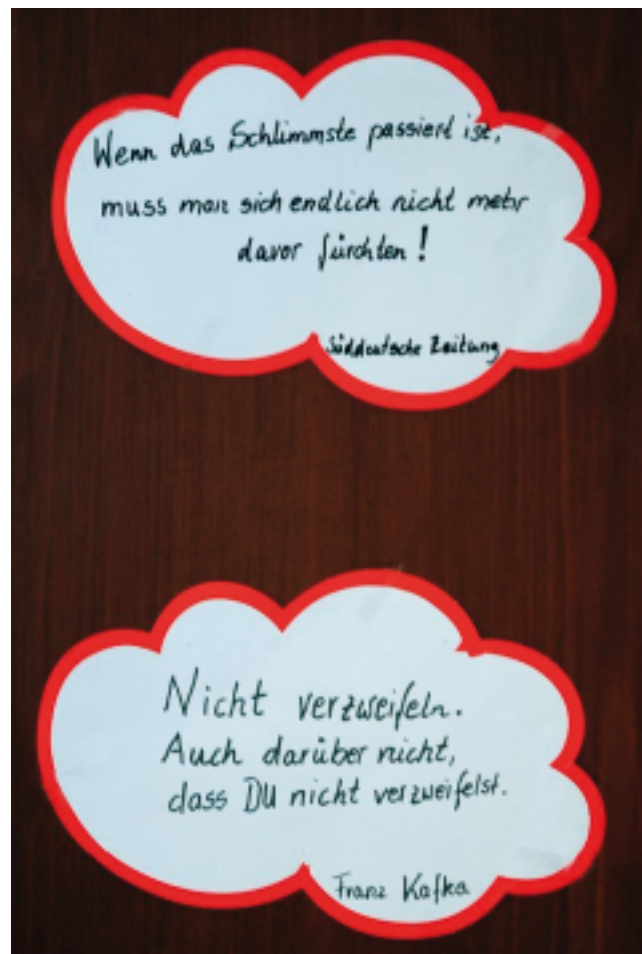 Wenn das Schlimmste passiert ist,
muss man sich endlich nicht mehr
davor fürchten!
Süddeutsche Zeitung
Nicht verzweifeln.
Auch darüber nicht,
dass DU nicht verzweifelst.
Franz Kafka